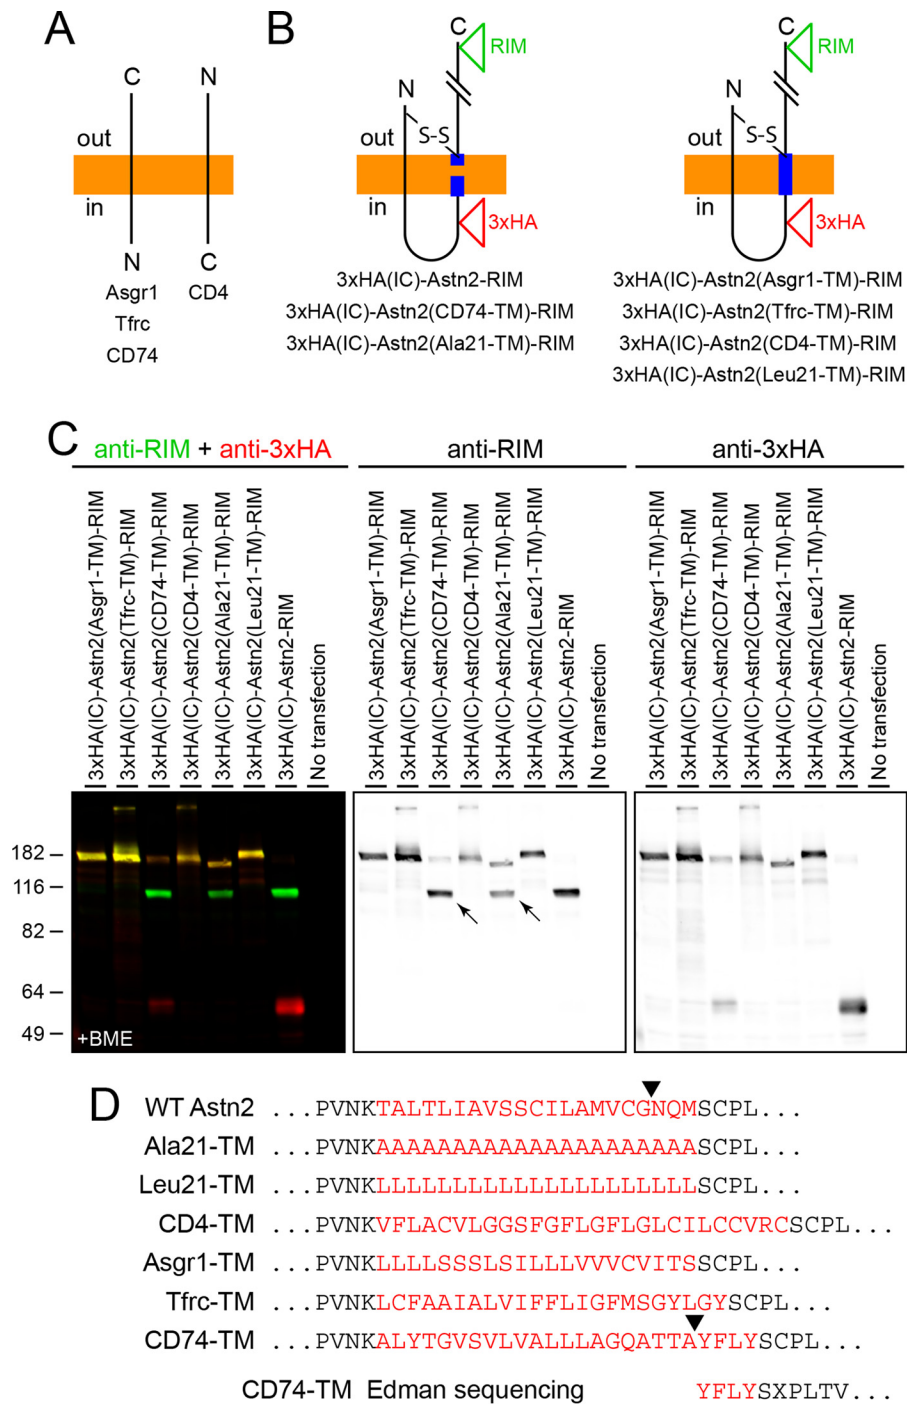 A
C
N
out
in
N
C
Asgr1
CD4
Tfrc
CD74
B
C
RIM
N
out
S-S
in
3xHA
3xHA(IC)-Astn2-RIM
3xHA(IC)-Astn2(CD74-TM)-RIM
3xHA(IC)-Astn2(Ala21-TM)-RIM
C
RIM
N
out
S-S
in
3xHA
3xHA(IC)-Astn2(Asgr1-TM)-RIM
3xHA(IC)-Astn2(Tfrc-TM)-RIM
3xHA(IC)-Astn2(CD4-TM)-RIM
3xHA(IC)-Astn2(Leu21-TM)-RIM
C
anti-RIM + anti-3xHA
3xHA(IC)-Astn2(Asgr1-TM)-RIM
3xHA(IC)-Astn2(Tfrc-TM)-RIM
3xHA(IC)-Astn2(CD74-TM)-RIM
3xHA(IC)-Astn2(CD4-TM)-RIM
3xHA(IC)-Astn2(Ala21-TM)-RIM
3xHA(IC)-Astn2(Leu21-TM)-RIM
3xHA(IC)-Astn2-RIM
No transfection
anti-RIM
3xHA(IC)-Astn2(Asgr1-TM)-RIM
3xHA(IC)-Astn2(Tfrc-TM)-RIM
3xHA(IC)-Astn2(CD74-TM)-RIM
3xHA(IC)-Astn2(CD4-TM)-RIM
3xHA(IC)-Astn2(Ala21-TM)-RIM
3xHA(IC)-Astn2(Leu21-TM)-RIM
3xHA(IC)-Astn2-RIM
No transfection
anti-3xHA
3xHA(IC)-Astn2(Asgr1-TM)-RIM
3xHA(IC)-Astn2(Tfrc-TM)-RIM
3xHA(IC)-Astn2(CD74-TM)-RIM
3xHA(IC)-Astn2(CD4-TM)-RIM
3xHA(IC)-Astn2(Ala21-TM)-RIM
3xHA(IC)-Astn2(Leu21-TM)-RIM
3xHA(IC)-Astn2-RIM
No transfection
182
116
82
64
49
+BME
D
WT Astn2 ...PVNKTALTLIAVSSCILAMVCGNQMSCPL...
Ala21-TM ...PVNKAAAAAAAAAAAAAAAAAAAAASCPL...
Leu21-TM ...PVNKLLLLLLLLLLLLLLLLLLLLLSCPL...
CD4-TM ...PVNKVFLACVLGGSFGFLGFLGLCILCCVRCSCPL...
Asgr1-TM ...PVNKLLLLSSSLSILLLVVVCVITSSCPL...
Tfrc-TM ...PVNKLCFAAIALVIFFLIGFMSGYLGYSCPL...
CD74-TM ...PVNKALYTGVSVLVALLLAGQATTAYFLYSCPL...
CD74-TM Edman sequencing YFLYSXPLTV...